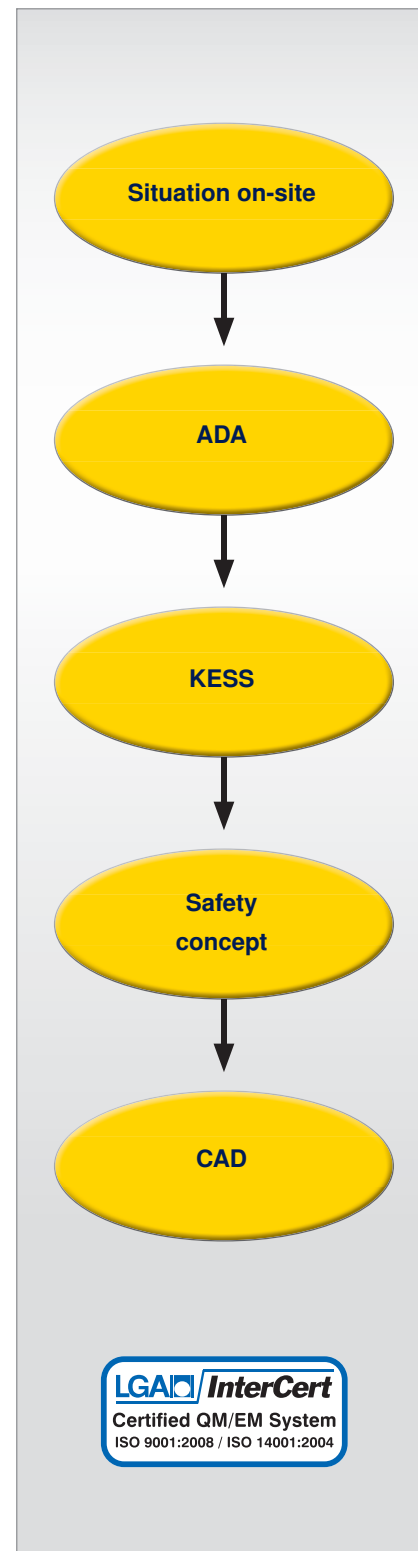 Situation on-site
ADA
KESS
Safety
concept
CAD
LGA InterCert
Certified QM/EM System
ISO 9001:2008 / ISO 14001:2004